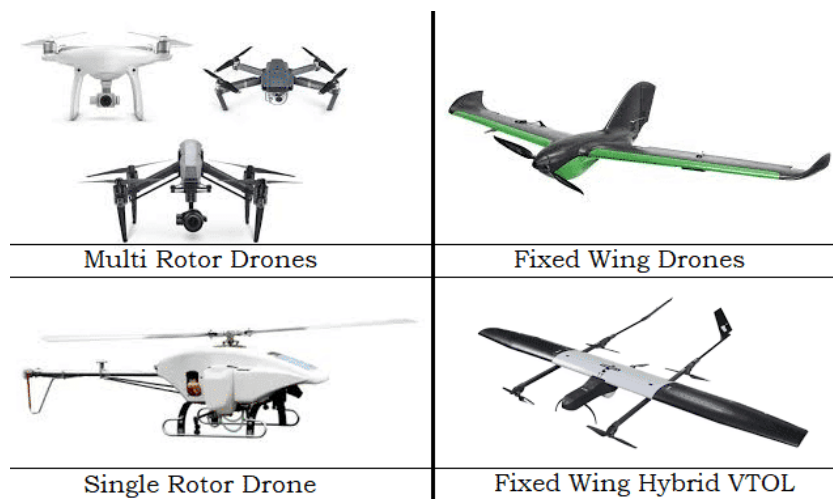 Multi Rotor Drones
Fixed Wing Drones
Single Rotor Drone
Fixed Wing Hybrid VTOL